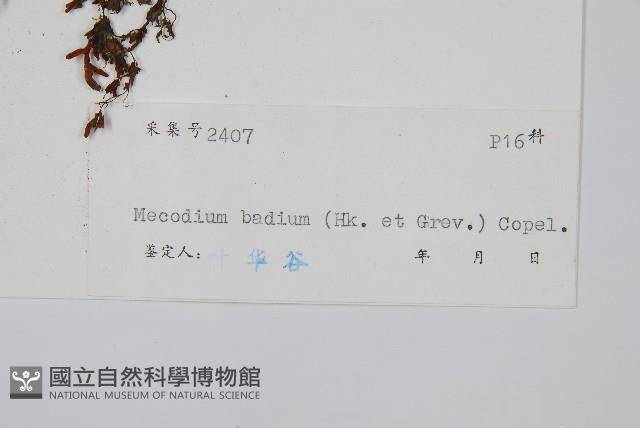 采集号2407 P16科
Mecodium badium (Hk. et Grev.) Copel.
鉴定人: 叶华谷 年 月 日
國立自然科學博物館
NATIONAL MUSEUM OF NATURAL SCIENCE